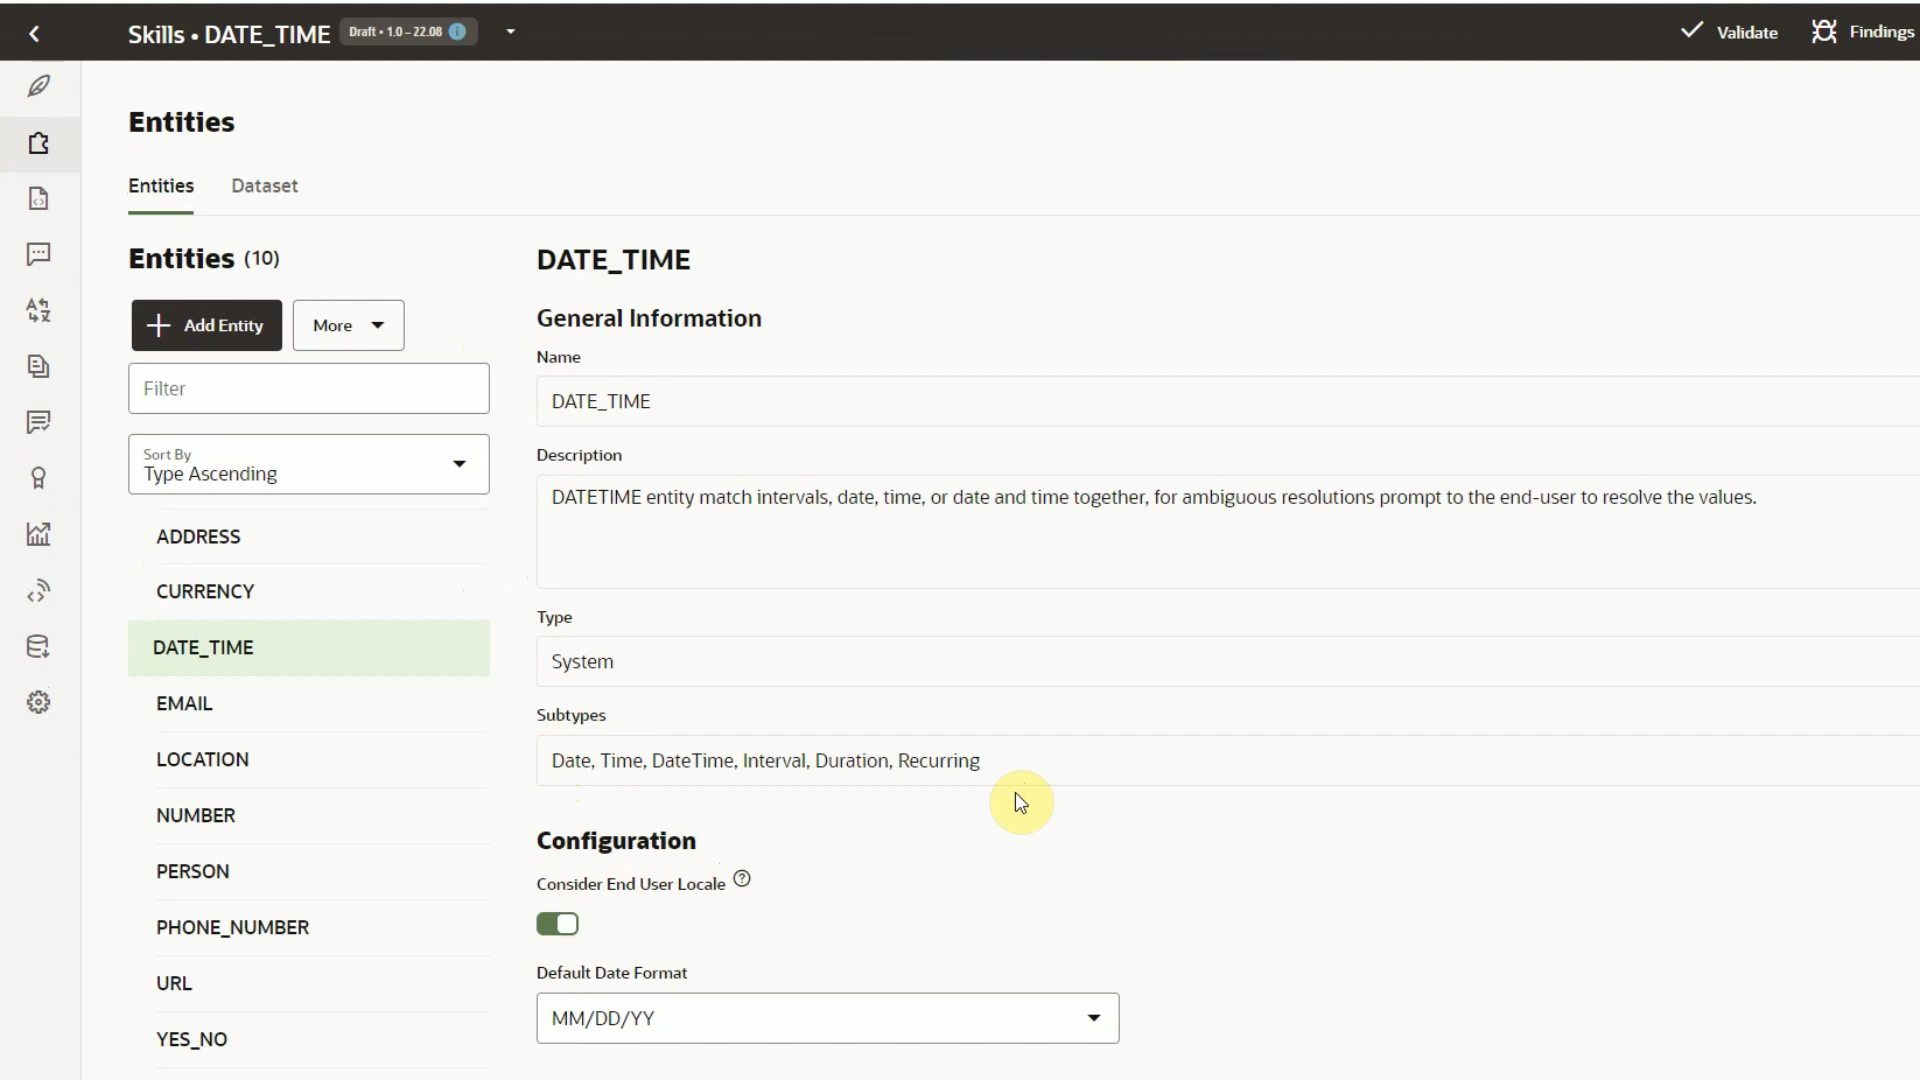 Skills • DATE_TIME
Draft • 1.0 – 22.08
Validate
Findings
Entities
Entities
Dataset
Entities (10)
Add Entity
More
Filter
Sort By
Type Ascending
ADDRESS
CURRENCY
DATE_TIME
EMAIL
LOCATION
NUMBER
PERSON
PHONE_NUMBER
URL
YES_NO
DATE_TIME
General Information
Name
DATE_TIME
Description
DATETIME entity match intervals, date, time, or date and time together, for ambiguous resolutions prompt to the end-user to resolve the values.
Type
System
Subtypes
Date, Time, DateTime, Interval, Duration, Recurring
Configuration
Consider End User Locale
Default Date Format
MM/DD/YY